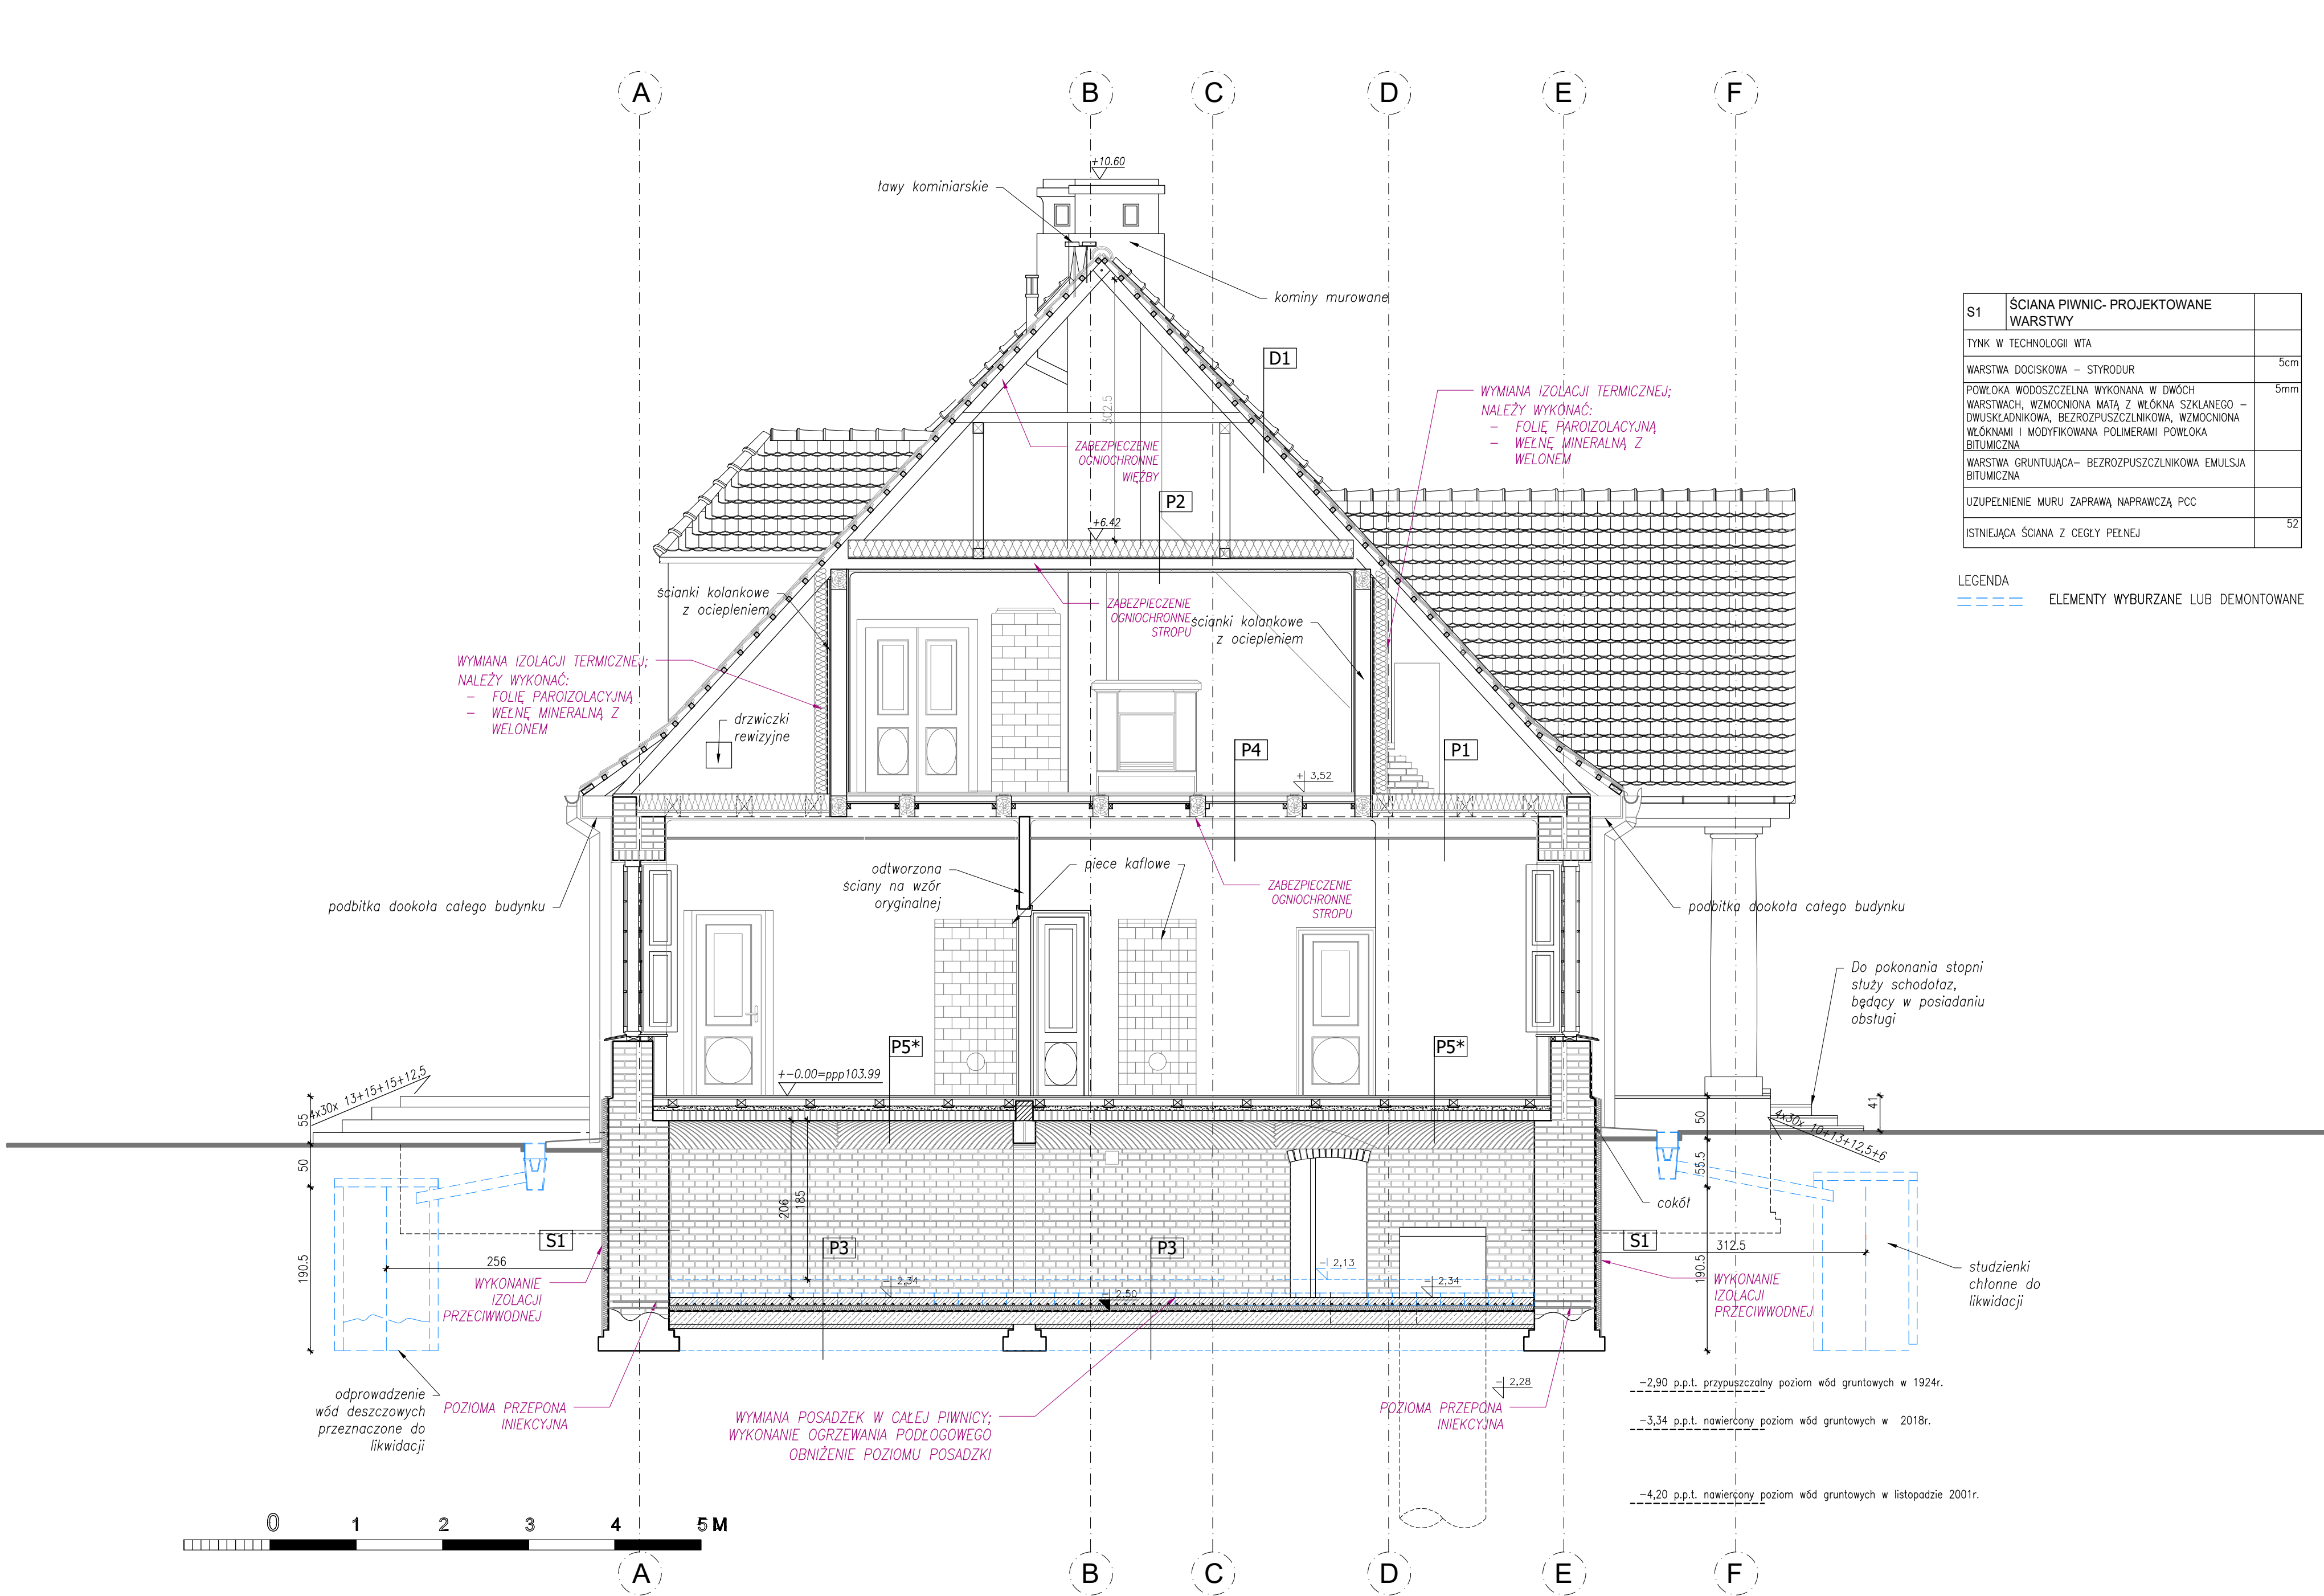 A
B
C
D
E
F
+10.60
ławy kominiarskie
kominy murowane
D1
302.5
ZABEZPIECZENIE
OGNIOCHRONNE
WIĘŹBY
WYMIANA IZOLACJI TERMICZNEJ;
NALEŻY WYKONAĆ:
– FOLIĘ PAROIZOLACYJNĄ
– WEŁNĘ MINERALNĄ Z
WELONEM
P2
+6.42
S1
ŚCIANA PIWNIC- PROJEKTOWANE
WARSTWY
TYNK W TECHNOLOGII WTA
WARSTWA DOCISKOWA – STYRODUR
5cm
POWŁOKA WODOSZCZELNA WYKONANA W DWÓCH
5mm
WARSTWACH, WZMOCNIONA MATĄ Z WŁÓKNA SZKLANEGO –
DWUSKŁADNIKOWA, BEZROZPUSZCZLNIKOWA, WZMOCNIONA
WŁÓKNAMI I MODYFIKOWANA POLIMERAMI POWŁOKA
BITUMICZNA
WARSTWA GRUNTUJĄCA– BEZROZPUSZCZLNIKOWA EMULSJA
BITUMICZNA
UZUPEŁNIENIE MURU ZAPRAWĄ NAPRAWCZĄ PCC
ISTNIEJĄCA ŚCIANA Z CEGŁY PEŁNEJ
52
LEGENDA
ELEMENTY WYBURZANE LUB DEMONTOWANE
ścianki kolankowe
z ociepleniem
ZABEZPIECZENIE
OGNIOCHRONNE
STROPU
ścianki kolankowe
z ociepleniem
WYMIANA IZOLACJI TERMICZNEJ;
NALEŻY WYKONAĆ:
– FOLIĘ PAROIZOLACYJNĄ
– WEŁNĘ MINERALNĄ Z
WELONEM
drzwiczki
rewizyjne
P4
P1
+ 3,52
odtworzona
ściany na wzór
oryginalnej
piece kaflowe
ZABEZPIECZENIE
OGNIOCHRONNE
STROPU
podbitka dookoła całego budynku
podbitka dookoła całego budynku
Do pokonania stopni
służy schodołaz,
będący w posiadaniu
obsługi
P5*
P5*
+-0.00=ppp103.99
4x30x 13+15+15+12,5
55
50
190.5
50
55.5
190.5
41
4x30x 10+13+12,5+6
cokół
206
185
S1
S1
256
312.5
P3
P3
- 2,13
- 2,34
- 2,34
- 2,50
WYKONANIE
IZOLACJI
PRZECIWWODNEJ
WYKONANIE
IZOLACJI
PRZECIWWODNEJ
studzienki
chłonne do
likwidacji
odprowadzenie
wód deszczowych
przeznaczone do
likwidacji
POZIOMA PRZEPONA
INIEKCYJNA
WYMIANA POSADZEK W CAŁEJ PIWNICY;
WYKONANIE OGRZEWANIA PODŁOGOWEGO
OBNIŻENIE POZIOMU POSADZKI
- 2,28
POZIOMA PRZEPONA
INIEKCYJNA
–2,90 p.p.t. przypuszczalny poziom wód gruntowych w 1924r.
–3,34 p.p.t. nawiercony poziom wód gruntowych w 2018r.
–4,20 p.p.t. nawiercony poziom wód gruntowych w listopadzie 2001r.
0 1 2 3 4 5 M
A
B
C
D
E
F